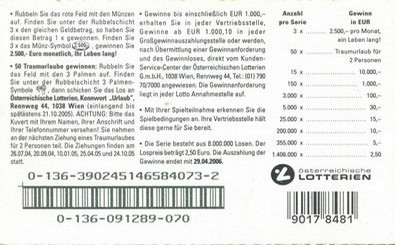 • Rubbeln Sie das rote Feld mit den Münzen
auf. Finden Sie unter der Rubbelschicht
3 x den gleichen Geldbetrag, so haben Sie
diesen Betrag 1 x gewonnen. Finden Sie
3 x das Münz-Symbol 2.500,-, gewinnen Sie
2.500,- Euro monatlich, Ihr Leben lang!
• 50 Traumurlaube gewinnen: Rubbeln Sie
das Feld mit den 3 Palmen auf. Finden
Sie unter der Rubbelschicht 3 Palmen-
Symbole, dann schicken Sie das Los an
Österreichische Lotterien, Kennwort „Urlaub",
Rennweg 44, 1038 Wien (einlangend bis
spätestens 21.10.2005). ACHTUNG: Bitte das
Kuvert mit Ihrem Namen, Ihrer Anschrift und
Ihrer Telefonnummer versehen! Sie nehmen
an der nächsten Ziehung eines Traumurlaubes
für 2 Personen teil. Die Ziehungen finden am
26.07.04, 20.09.04, 10.01.05, 25.04.05 und 24.10.05
statt.
• Gewinne bis einschließlich EUR 1.000,-
erhalten Sie in jeder Vertriebsstelle,
Gewinne ab EUR 1.000,10 in jeder
Großgewinnauszahlungsstelle oder werden,
nach Übermittlung einer Gewinnanforderung
und des Gewinnloses, direkt vom Kunden-
Service-Center der Österreichischen Lotterien
G.m.b.H., 1038 Wien, Rennweg 44, Tel.: (01) 790
70/7000 angewiesen. Die Gewinnanforderung
liegt in jeder Lotto Annahmestelle auf.
• Mit Ihrer Spielteilnahme erkennen Sie die
Spielbedingungen an. Ihre Vertriebsstelle hält
diese gerne für Sie bereit.
• Die Serie besteht aus 8.000.000 Losen. Der
Lospreis beträgt 2,50 Euro. Die Auszahlung der
Gewinne endet mit 29.04.2006.
Anzahl pro Serie Gewinn in EUR
3 x 2.500,- pro Monat,
ein Leben lang!
50 x Traumurlaub für
2 Personen
15 x 10.000,-
150 x 1.000,-
3.000 x 100,-
25.000 x
35.000 x
200.000 x 10,-
300.000 x 5,-
1.406.000 x 2,50
0-136-390245146584073-2
0-136-091289-070
österreichische
LOTTERIEN
9017 8481